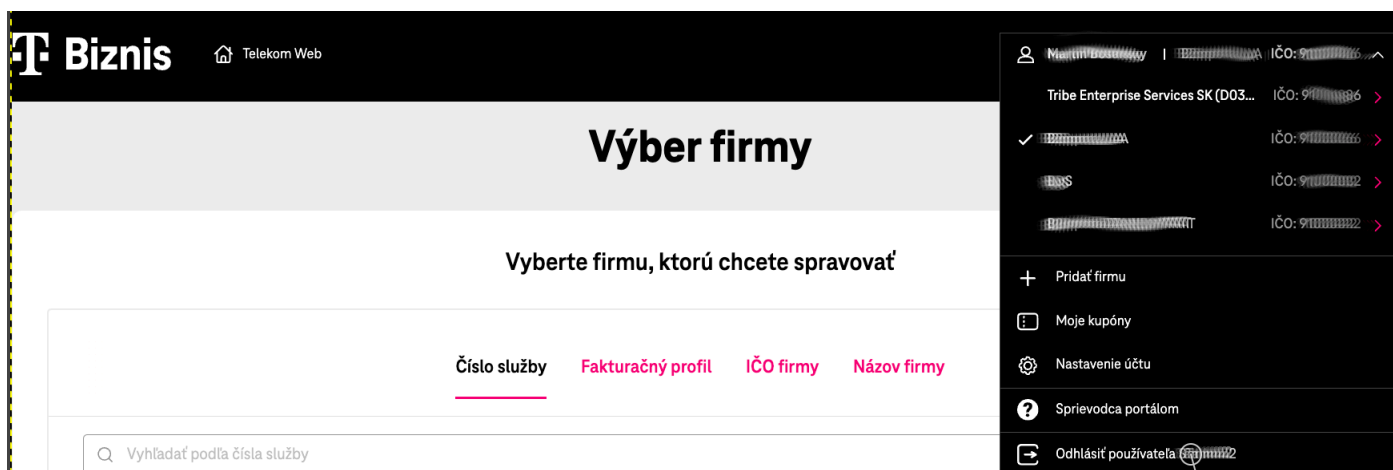 T Biznis
Telekom Web
IČO:
Tribe Enterprise Services SK (D03... IČO:
IČO:
IČO:
IČO:
Pridať firmu
Moje kupóny
Nastavenie účtu
Sprievodca portálom
Odhlásiť používateľa
Výber firmy
Vyberte firmu, ktorú chcete spravovať
Číslo služby Fakturačný profil IČO firmy Názov firmy
Vyhľadať podľa čísla služby